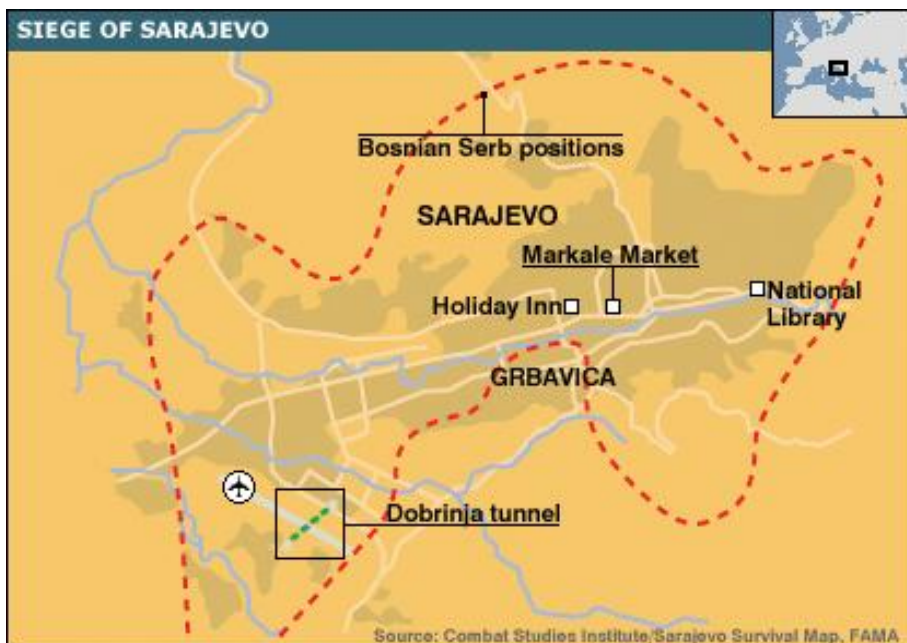 SIEGE OF SARAJEVO
Bosnian Serb positions
SARAJEVO
Markale Market
Holiday Inn
National
Library
GRBAVICA
Dobrinja tunnel
Source: Combat Studies Institute/Sarajevo Survival Map, FAMA